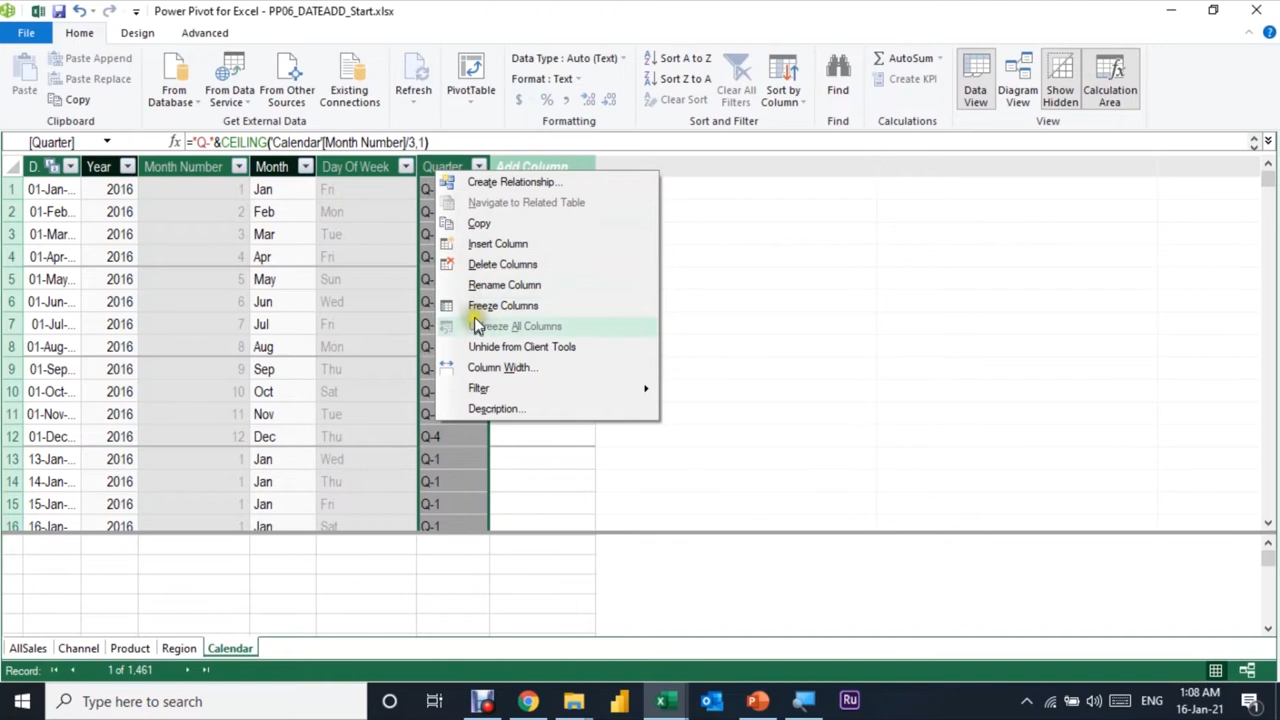 Power Pivot for Excel - PP06_DATEADD_Start.xlsx
File Home Design Advanced
Paste
Paste Append
Paste Replace
Copy
Clipboard
From Database
From Data Service
From Other Sources
Existing Connections
Get External Data
Refresh
PivotTable
Data Type : Auto (Text)
Format : Text
$ % ,
Formatting
Sort A to Z
Sort Z to A
Clear Sort
Clear All Filters
Sort by Column
Sort and Filter
Find
Find
AutoSum
Create KPI
Calculations
Data View
Diagram View
Show Hidden
Calculation Area
View
[Quarter] fx ="Q-"&CEILING('Calendar'[Month Number]/3,1)
D. Year Month Number Month Day Of Week Quarter Add Column
1 01-Jan-... 2016 1 Jan Fri Q-
2 01-Feb... 2016 2 Feb Mon Q-
3 01-Mar... 2016 3 Mar Tue Q-
4 01-Apr... 2016 4 Apr Fri Q-
5 01-May... 2016 5 May Sun Q-
6 01-Jun... 2016 6 Jun Wed Q-
7 01-Jul-... 2016 7 Jul Fri Q-
8 01-Aug... 2016 8 Aug Mon Q-
9 01-Sep... 2016 9 Sep Thu Q-
10 01-Oct... 2016 10 Oct Sat Q-
11 01-Nov... 2016 11 Nov Tue Q-
12 01-Dec... 2016 12 Dec Thu Q-4
13 13-Jan-... 2016 1 Jan Wed Q-1
14 14-Jan-... 2016 1 Jan Thu Q-1
15 15-Jan-... 2016 1 Jan Fri Q-1
16 16-Jan- 2016 1 Jan Sat Q-1
Create Relationship...
Navigate to Related Table
Copy
Insert Column
Delete Columns
Rename Column
Freeze Columns
freeze All Columns
Unhide from Client Tools
Column Width...
Filter
Description...
AllSales Channel Product Region Calendar
Record: 1 of 1,461
Type here to search
Ru
ENG
1:08 AM
16-Jan-21
1